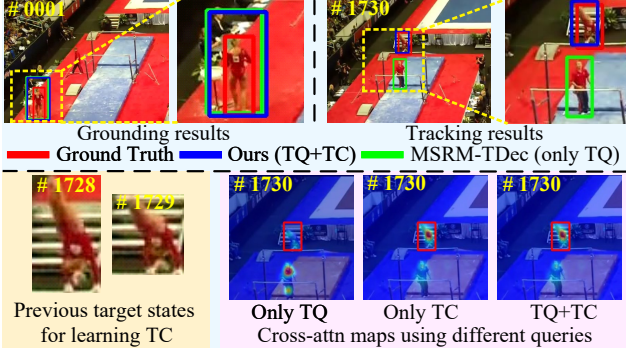 # 0001
# 1730
Grounding results
Tracking results
Ground Truth
Ours (TQ+TC)
MSRM-TDec (only TQ)
# 1728
# 1729
Previous target states
for learning TC
# 1730
# 1730
# 1730
Only TQ
Only TC
TQ+TC
Cross-attn maps using different queries